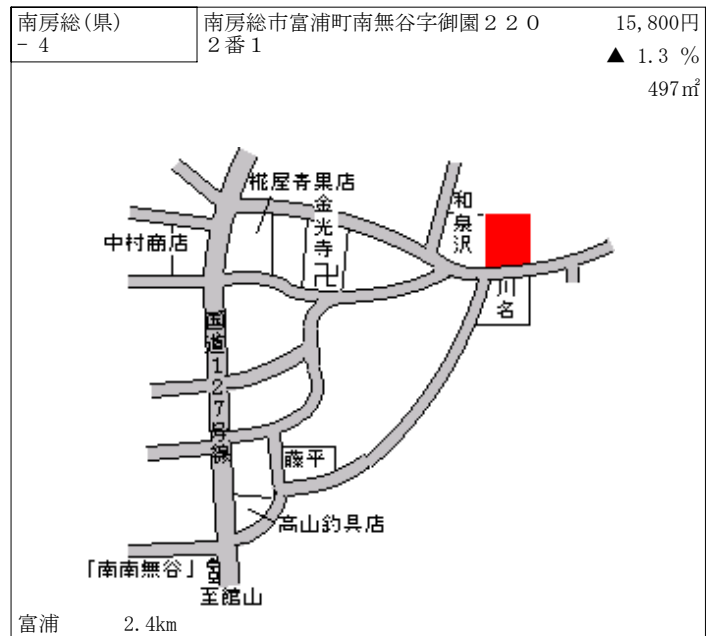 南房総(県)
- 4
南房総市富浦町南無谷字御園２２０
２番１
15,800円
▲ 1.3 %
497㎡
糀屋青果店
金光寺
卍
和泉沢
中村商店
川名
国道127号線
藤平
高山釣具店
「南南無谷」
至館山
富浦 2.4km